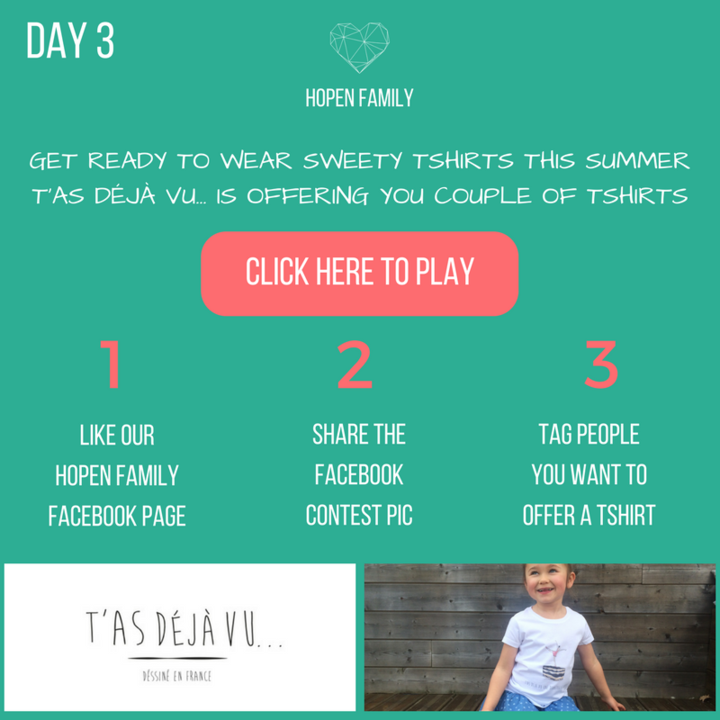 DAY 3
HOPEN FAMILY
GET READY TO WEAR SWEETY TSHIRTS THIS SUMMER
T'AS DÉJÀ VU... IS OFFERING YOU COUPLE OF TSHIRTS
CLICK HERE TO PLAY
1
LIKE OUR
HOPEN FAMILY
FACEBOOK PAGE
2
SHARE THE
FACEBOOK
CONTEST PIC
3
TAG PEOPLE
YOU WANT TO
OFFER A TSHIRT
T'AS DÉJÀ VU...
DÉSSINÉ EN FRANCE